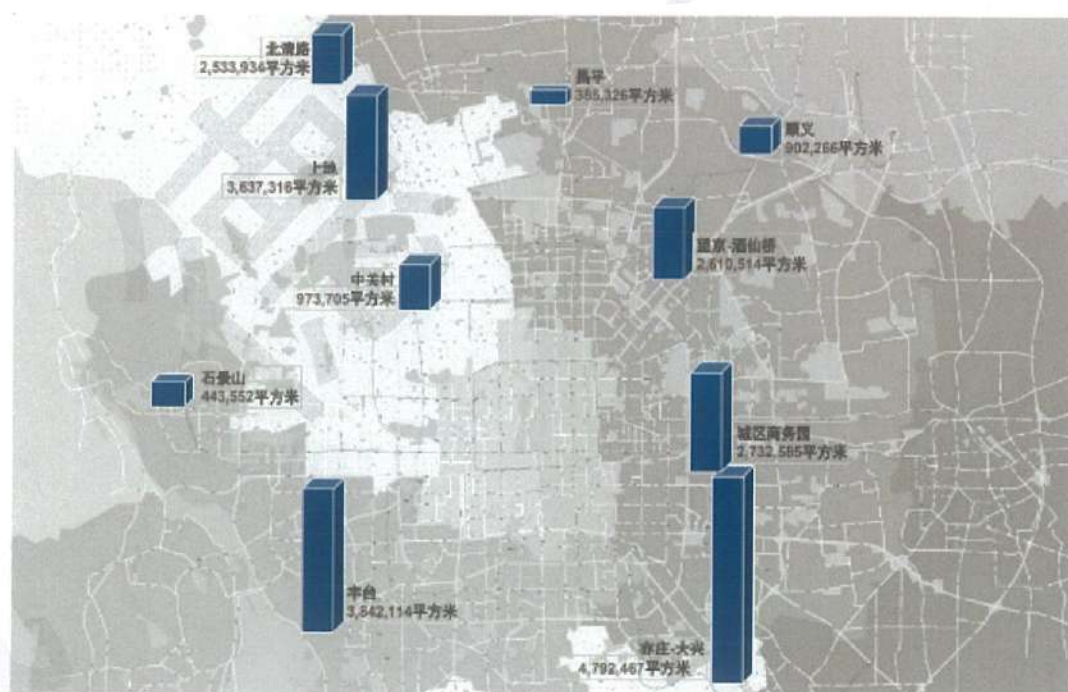 北清路
2,533,934平方米
昌平
385,326平方米
顺义
902,266平方米
上地
3,637,316平方米
望京-酒仙桥
2,610,514平方米
中关村
973,705平方米
石景山
443,552平方米
城区商务园
2,732,585平方米
丰台
3,842,114平方米
亦庄-大兴
4,792,467平方米